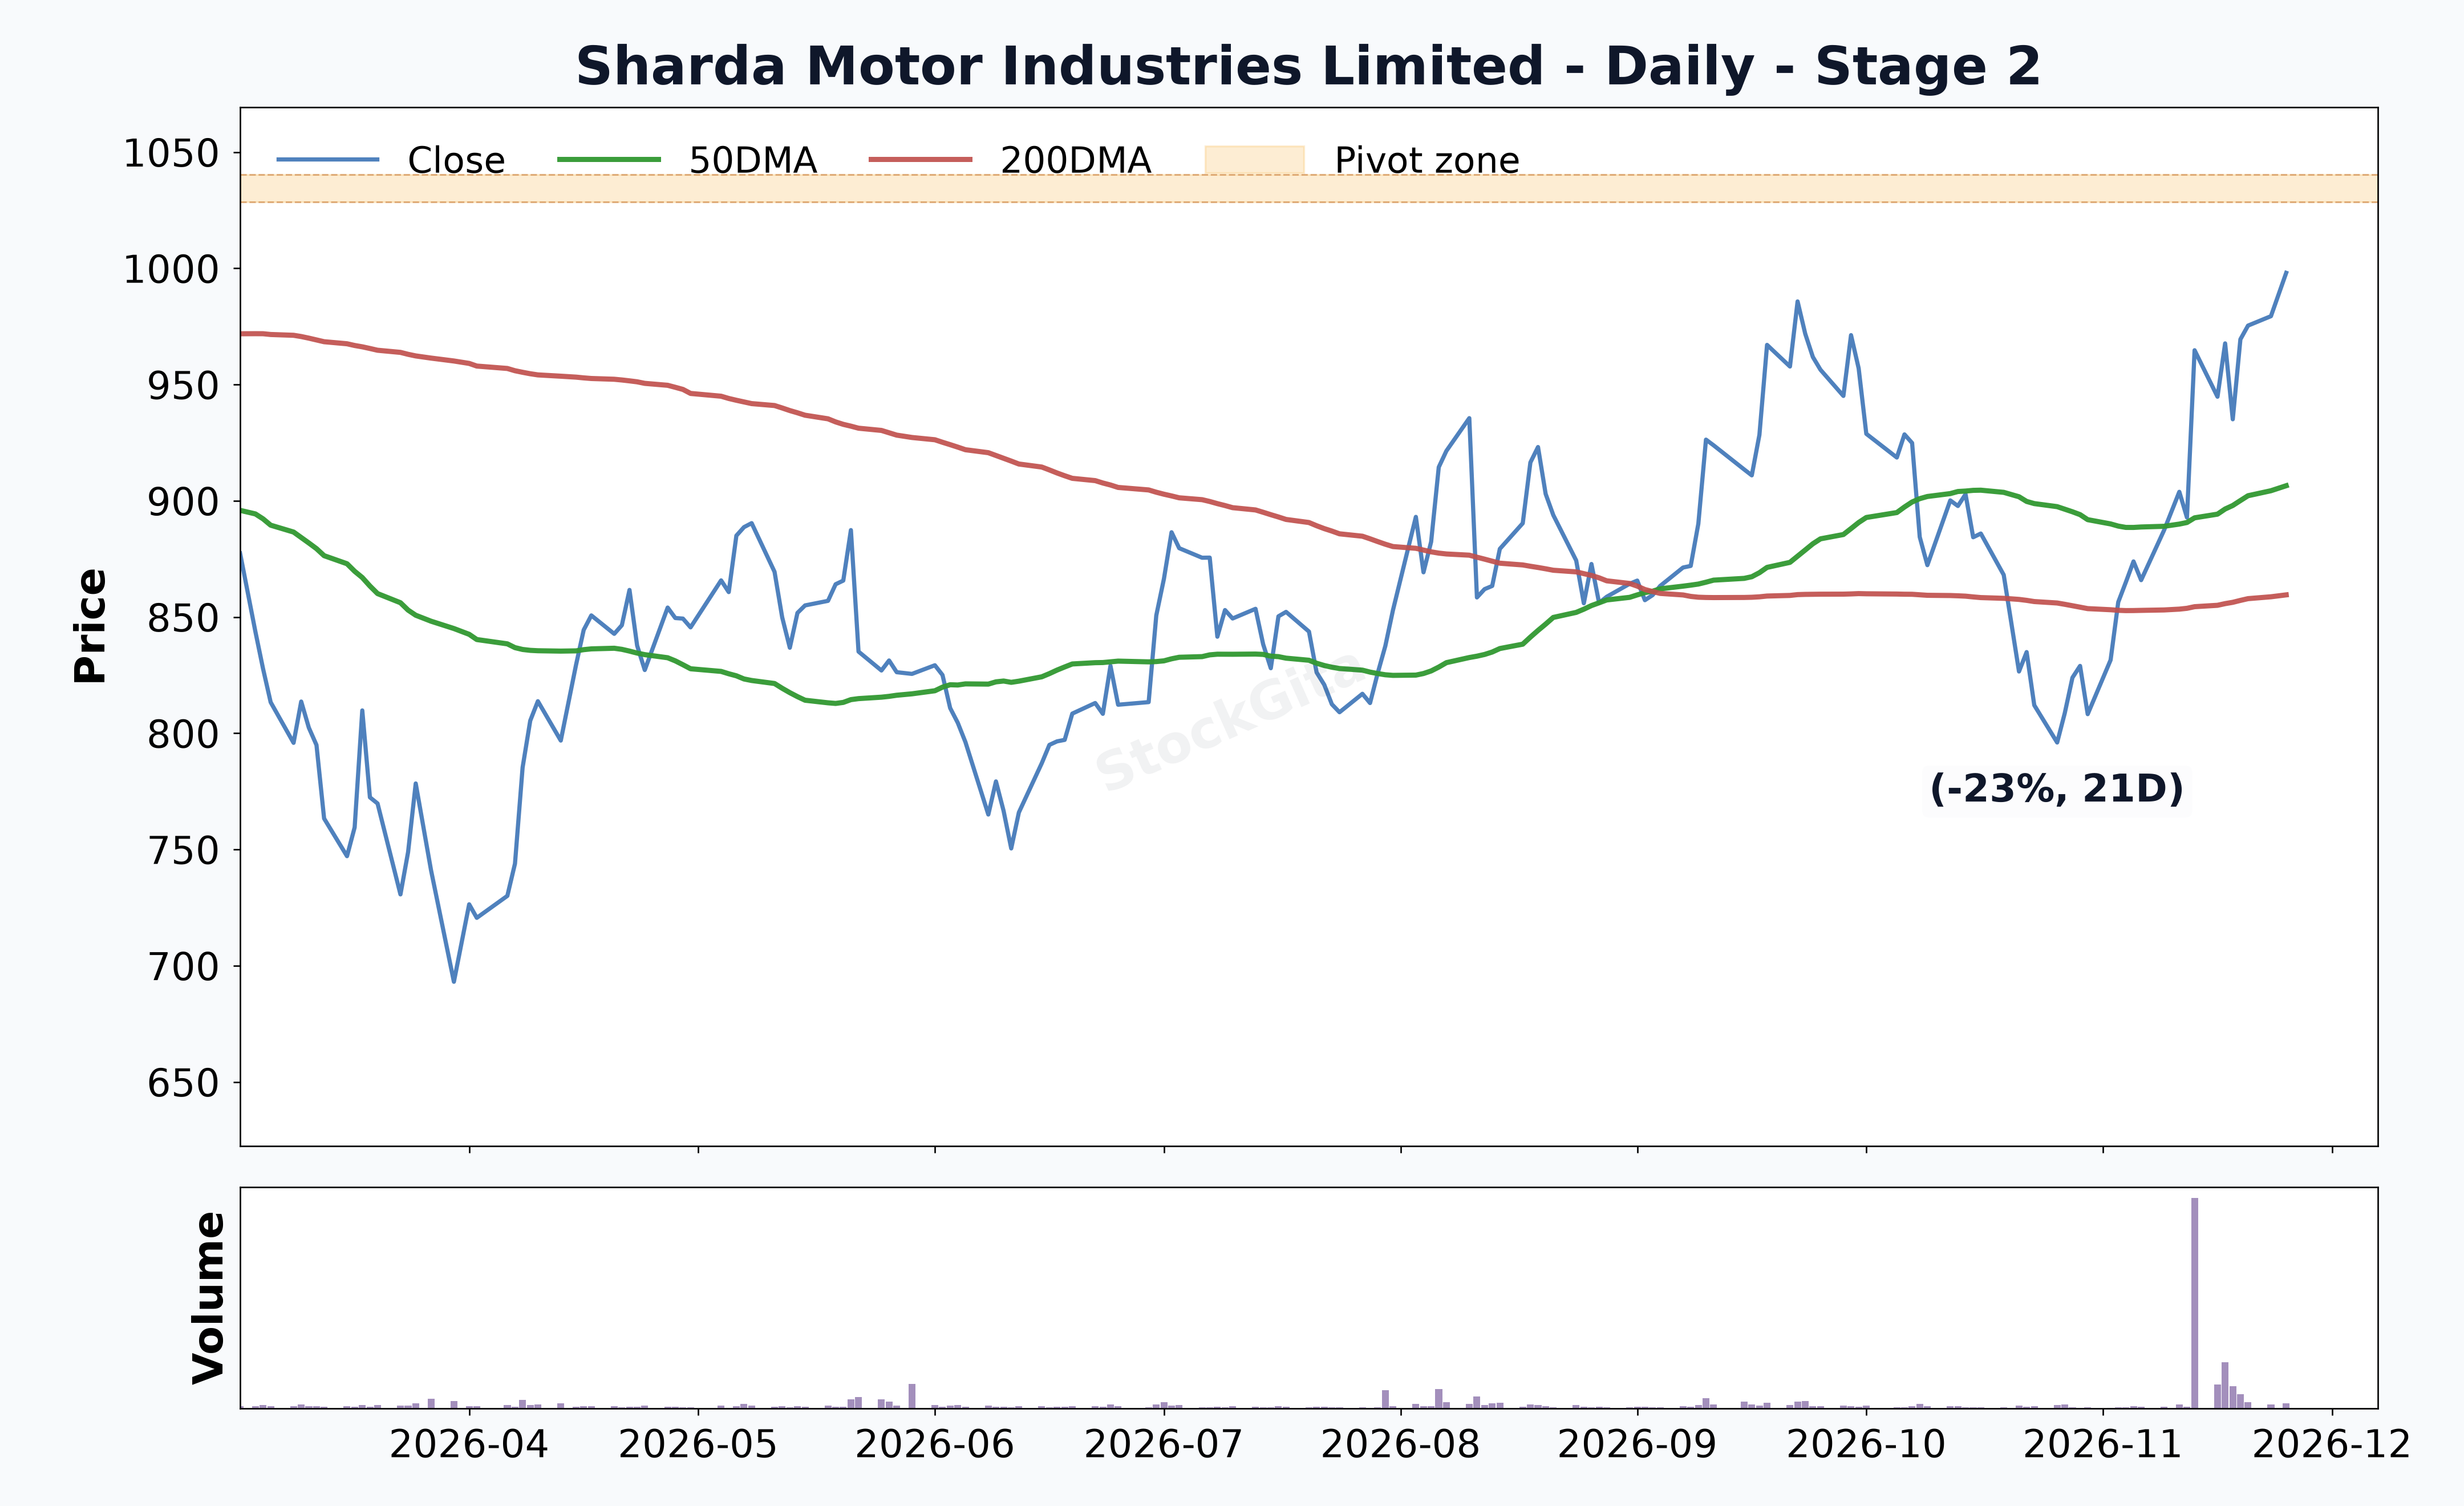 Sharda Motor Industries Limited - Daily - Stage 2
Close 50DMA 200DMA Pivot zone
1050
1000
950
900
850
800
750
700
650
Price
StockGita
(-23%, 21D)
Volume
2026-04 2026-05 2026-06 2026-07 2026-08 2026-09 2026-10 2026-11 2026-12